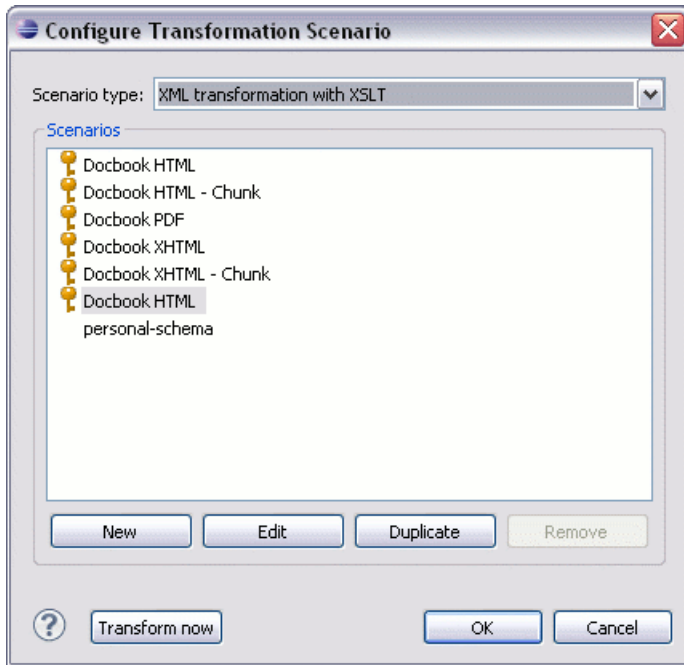 Configure Transformation Scenario
Scenario type: XML transformation with XSLT
Scenarios
Docbook HTML
Docbook HTML - Chunk
Docbook PDF
Docbook XHTML
Docbook XHTML - Chunk
Docbook HTML
personal-schema
New Edit Duplicate Remove
? Transform now OK Cancel